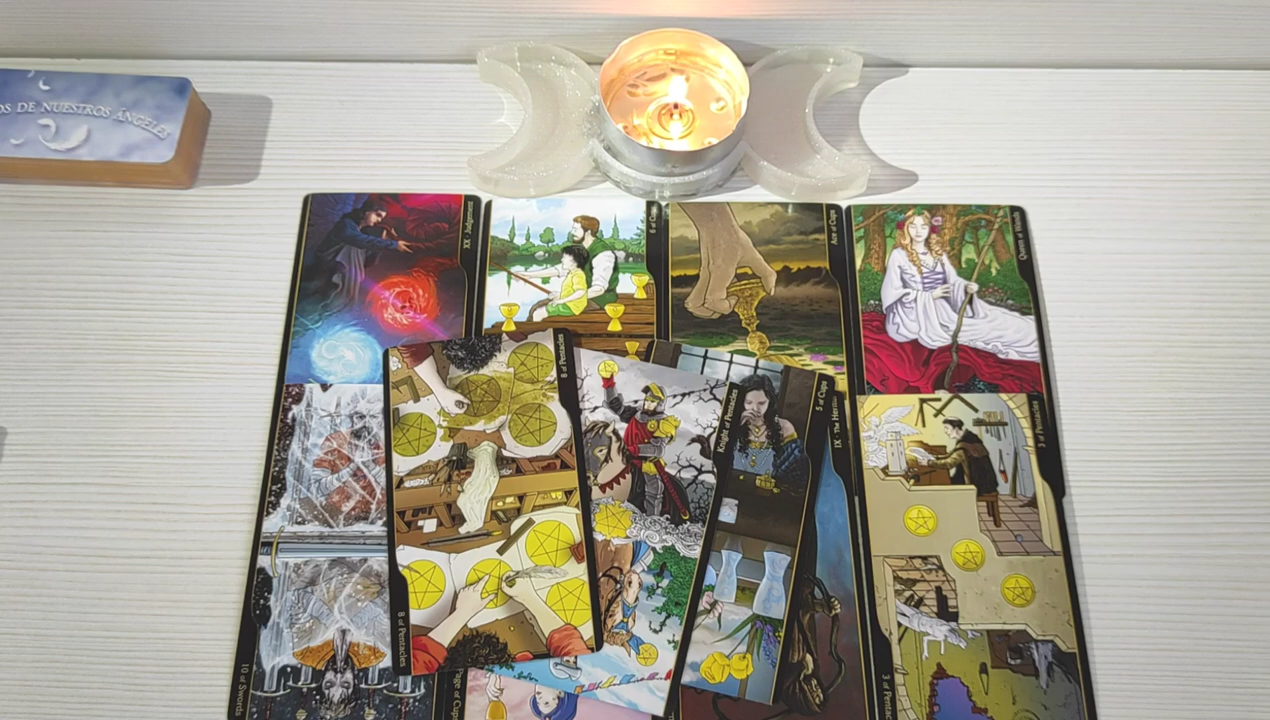 OS DE NUESTROS ÁNGELES
XX - Judgement
6 of Cups
Ace of Cups
Queen of Wands
8 of Pentacles
Knight of Pentacles
5 of Cups
IX - The Hermit
3 of Pentacles
8 of Pentacles
10 of Swords
Page of Cup
3 of Pentacles